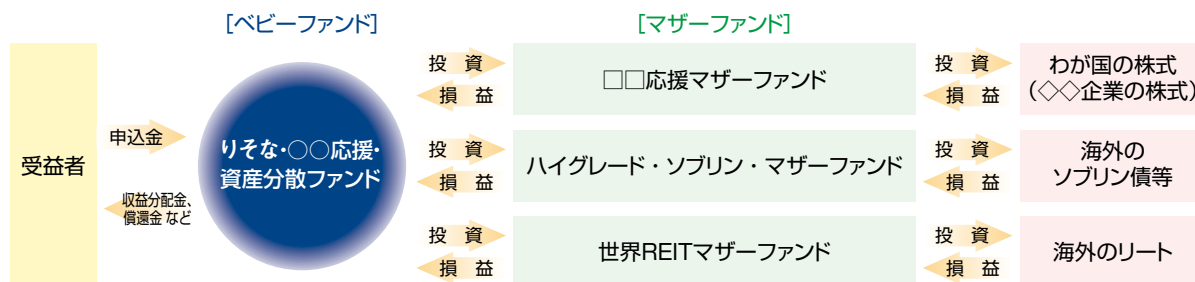 [ベビーファンド]
[マザーファンド]
受益者
申込金
収益分配金、
償還金 など
りそな・○○応援・
資産分散ファンド
投 資
損 益
□□応援マザーファンド
投 資
損 益
わが国の株式
(◇◇企業の株式)
投 資
損 益
ハイグレード・ソブリン・マザーファンド
投 資
損 益
海外の
ソブリン債等
投 資
損 益
世界REITマザーファンド
投 資
損 益
海外のリート